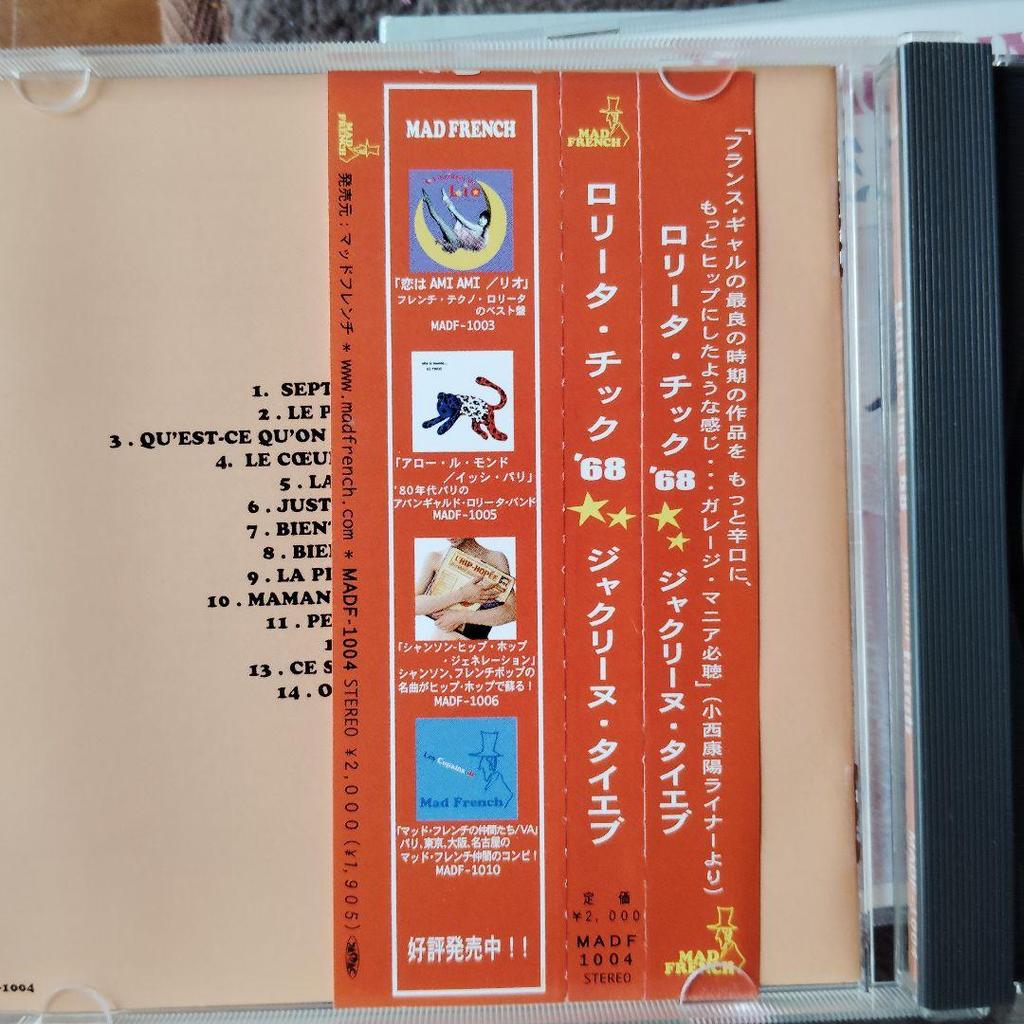 1. SEPT
2. LE P
3. QU'EST-CE QU'ON
4. LE CŒU
5. LA
6. JUST
7. BIEN
8. BIE
9. LA PI
10. MAMAN
11. PE
13. CE S
14. O
-1004
MAD FRENCH
発売元:マッドフレンチ * www.madfrench.com * MADF-1004 STEREO ¥2,000(¥1,905)
MAD FRENCH
Lio
「恋は AMI AMI /リオ」
フレンチ・テクノ・ロリータ
のベスト盤
MADF-1003
「アロー・ル・モンド
/イッシ・パリ」
'80年代パリの
アバンギャルド・ロリータ・バンド
MADF-1005
L'HIP-HOPÉE
「シャンソン・ヒップ・ホップ
・ジェネレーション」
シャンソン、フレンチポップの
名曲がヒップ・ホップで蘇る!
MADF-1006
Les Copains de
Mad French
「マッド・フレンチの仲間たち/VA」
パリ、東京、大阪、名古屋の
マッド・フレンチ仲間のコンピ!
MADF-1010
好評発売中!!
MAD FRENCH
ロリータ・チック'68 ジャクリーヌ・タイエブ
定価
¥2,000
MADF
1004
STEREO
「フランス・ギャルの最良の時期の作品を もっと辛口に、
もっとヒップにしたような感じ...ガレージ・マニア必聴」(小西康陽ライナーより)
ロリータ・チック'68 ジャクリーヌ・タイエブ
MAD FRENCH